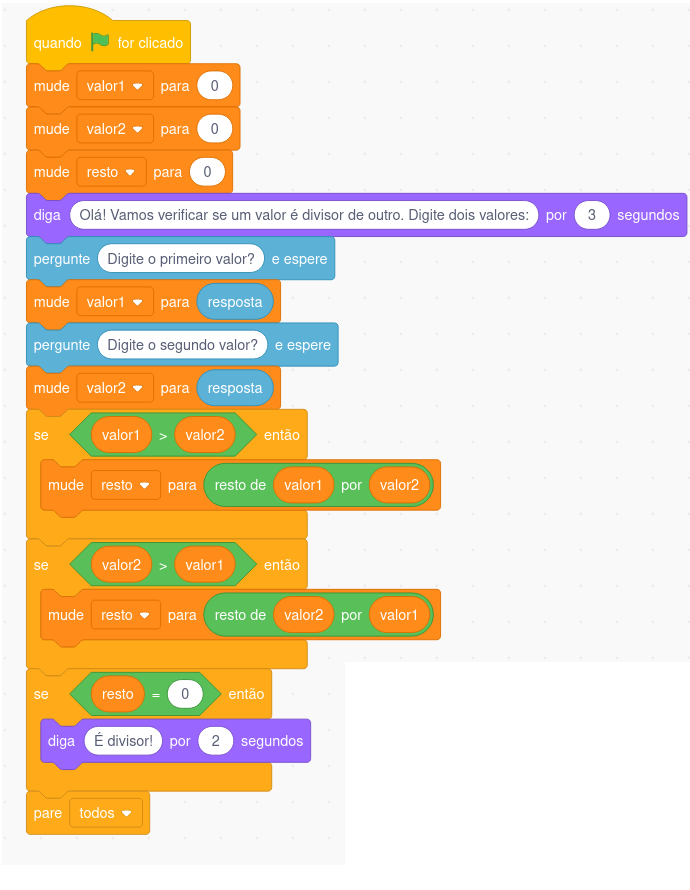 quando for clicado
mude valor1 para 0
mude valor2 para 0
mude resto para 0
diga Olá! Vamos verificar se um valor é divisor de outro. Digite dois valores: por 3 segundos
pergunte Digite o primeiro valor? e espere
mude valor1 para resposta
pergunte Digite o segundo valor? e espere
mude valor2 para resposta
se valor1 > valor2 então
mude resto para resto de valor1 por valor2
se valor2 > valor1 então
mude resto para resto de valor2 por valor1
se resto = 0 então
diga É divisor! por 2 segundos
pare todos